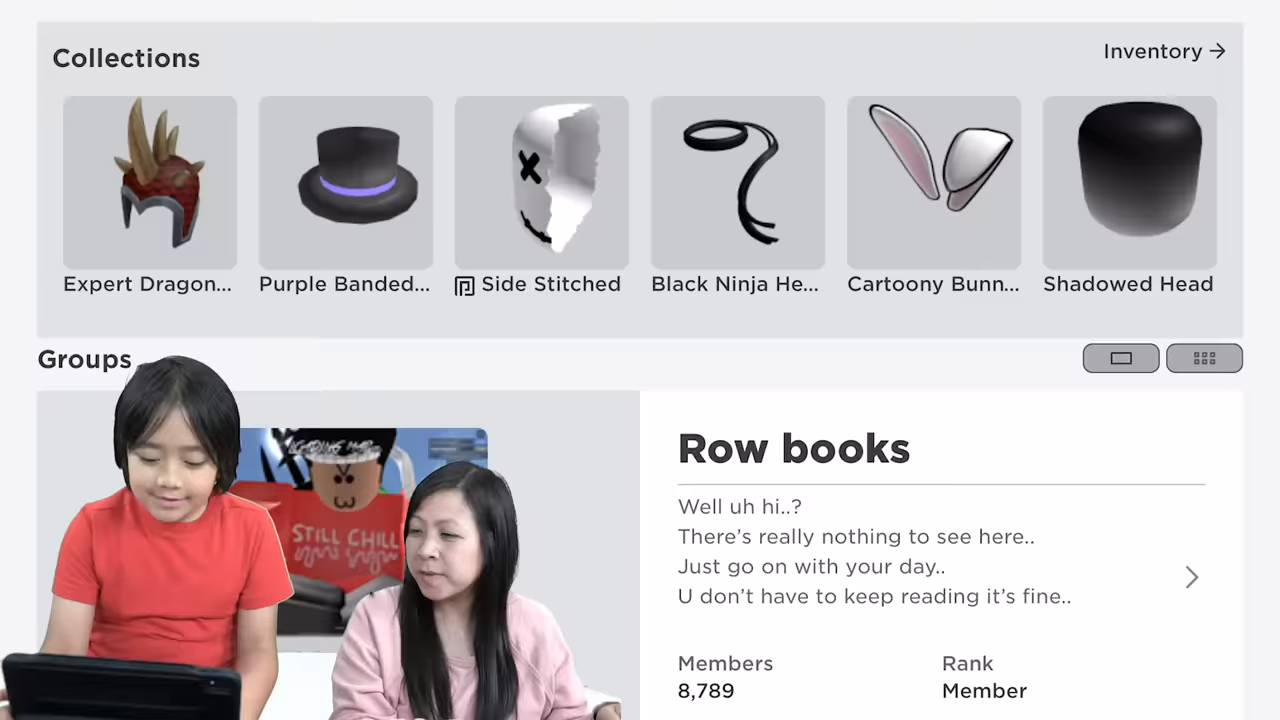 Collections
Inventory
Expert Dragon...
Purple Banded...
Side Stitched
Black Ninja He...
Cartoony Bunn...
Shadowed Head
Groups
Row books
Well uh hi..?
There's really nothing to see here..
Just go on with your day..
U don't have to keep reading it's fine..
STILL CHILL
Members
Rank
8,789
Member